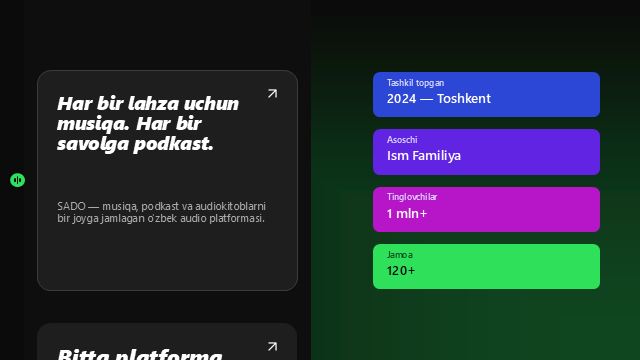 Har bir lahza uchun
musiqa. Har bir
savolga podkast.
SADO — musiqa, podkast va audiokitoblarni
bir joyga jamlagan o'zbek audio platformasi.
Bitta platforma
Tashkil topgan
2024 — Toshkent
Asoschi
Ism Familiya
Tinglovchilar
1 mln+
Jamoa
120+